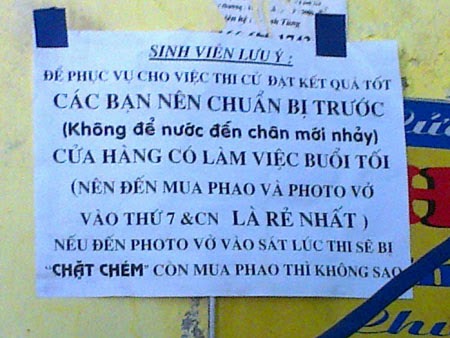 SINH VIÊN LƯU Ý :
ĐỂ PHỤC VỤ CHO VIỆC THI CỬ ĐẠT KẾT QUẢ TỐT
CÁC BẠN NÊN CHUẨN BỊ TRƯỚC
(Không để nước đến chân mới nhảy)
CỬA HÀNG CÓ LÀM VIỆC BUỔI TỐI
(NÊN ĐẾN MUA PHAO VÀ PHOTO VỞ
VÀO THỨ 7 &CN LÀ RẺ NHẤT )
NẾU ĐẾN PHOTO VỞ VÀO SÁT LÚC THI SẼ BỊ
"CHẶT CHÉM" CÒN MUA PHAO THÌ KHÔNG SAO